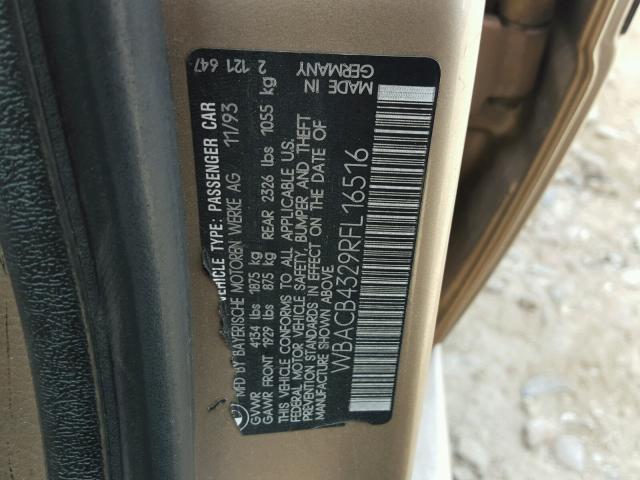 VEHICLE TYPE: PASSENGER CAR
MFD BY BAYERISCHE MOTOREN WERKE AG 11/93
GVWR 4134 lbs 1875 kg
GAWR FRONT 1929 lbs 875 kg REAR 2326 lbs 1055 kg
THIS VEHICLE CONFORMS TO ALL APPLICABLE U.S.
FEDERAL MOTOR VEHICLE SAFETY, BUMPER AND THEFT
PREVENTION STANDARDS IN EFFECT ON THE DATE OF
MANUFACTURE SHOWN ABOVE.
WBACB4329RFL16516
2 121 647
MADE IN
GERMANY